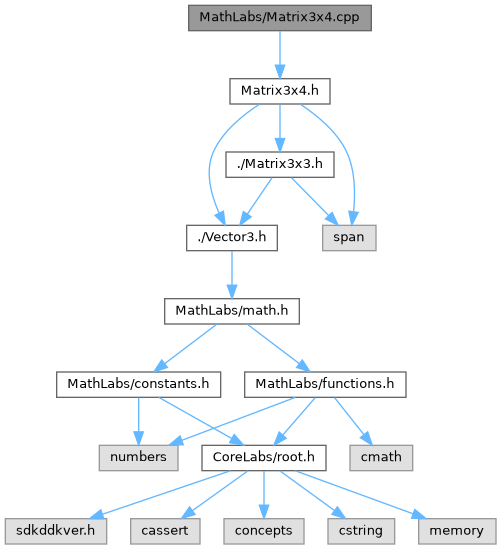 MathLabs/Matrix3x4.cpp
Matrix3x4.h
./Matrix3x3.h
./Vector3.h
span
MathLabs/math.h
MathLabs/constants.h
MathLabs/functions.h
numbers
CoreLabs/root.h
cmath
sdkddkver.h
cassert
concepts
cstring
memory